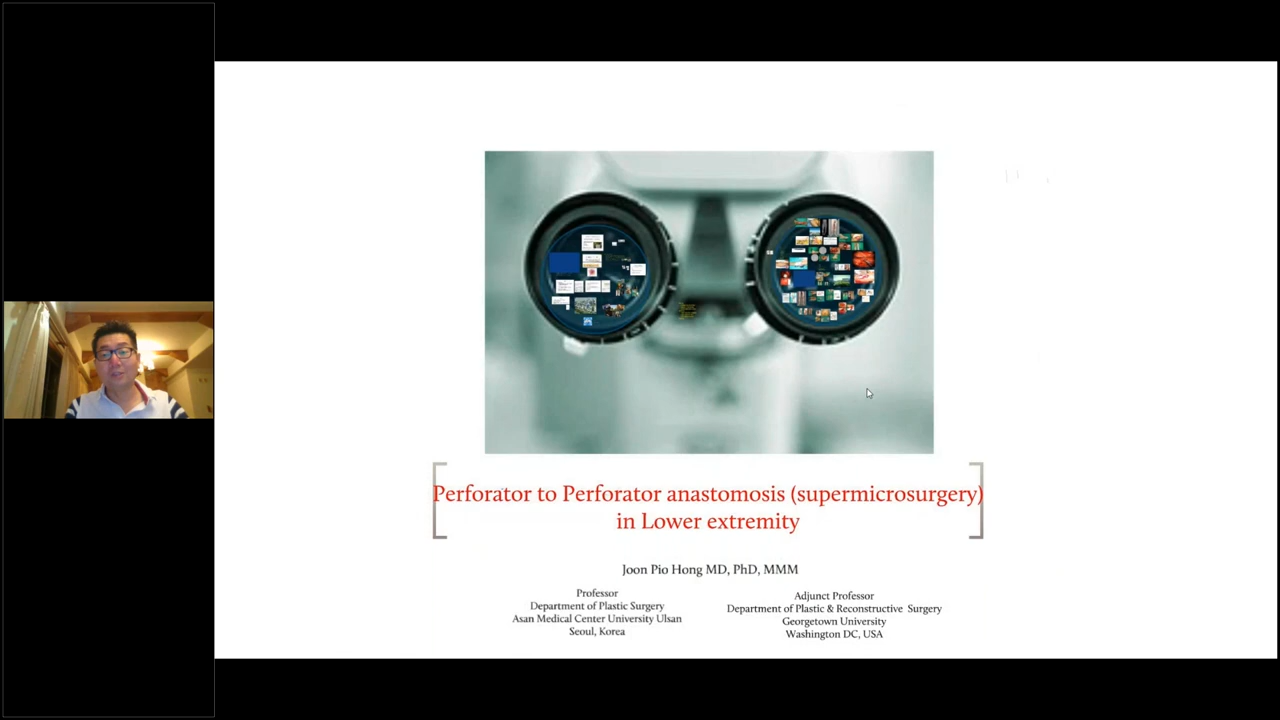 Perforator to Perforator anastomosis (supermicrosurgery)
in Lower extremity
Joon Pio Hong MD, PhD, MMM
Professor
Department of Plastic Surgery
Asan Medical Center University Ulsan
Seoul, Korea
Adjunct Professor
Department of Plastic & Reconstructive Surgery
Georgetown University
Washington DC, USA